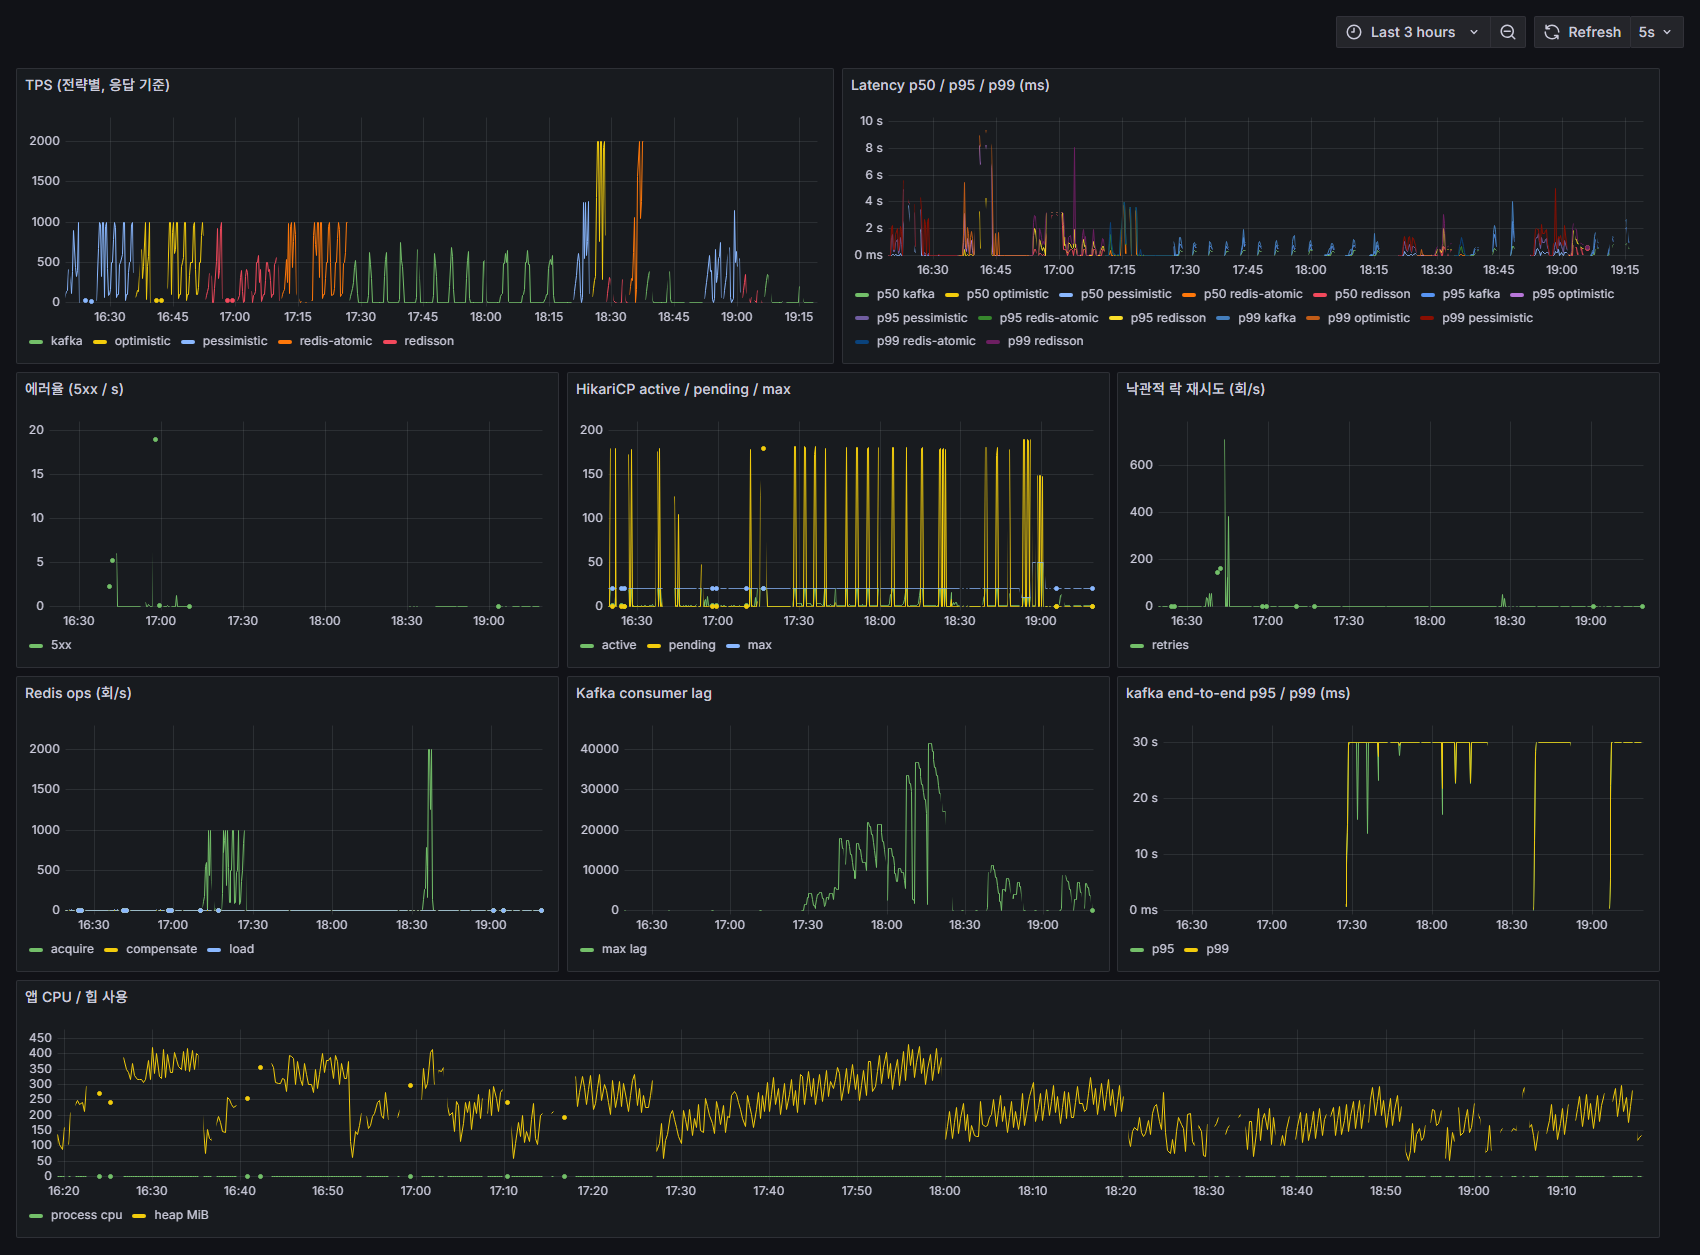 Last 3 hours Refresh 5s
TPS (전략별, 응답 기준)
2000
1500
1000
500
0
16:30 16:45 17:00 17:15 17:30 17:45 18:00 18:15 18:30 18:45 19:00 19:15
kafka optimistic pessimistic redis-atomic redisson
Latency p50 / p95 / p99 (ms)
10 s
8 s
6 s
4 s
2 s
0 ms
16:30 16:45 17:00 17:15 17:30 17:45 18:00 18:15 18:30 18:45 19:00 19:15
p50 kafka p50 optimistic p50 pessimistic p50 redis-atomic p50 redisson p95 kafka p95 optimistic
p95 pessimistic p95 redis-atomic p95 redisson p99 kafka p99 optimistic p99 pessimistic
p99 redis-atomic p99 redisson
에러율 (5xx / s)
20
15
10
5
0
16:30 17:00 17:30 18:00 18:30 19:00
5xx
HikariCP active / pending / max
200
150
100
50
0
16:30 17:00 17:30 18:00 18:30 19:00
active pending max
낙관적 락 재시도 (회/s)
600
400
200
0
16:30 17:00 17:30 18:00 18:30 19:00
retries
Redis ops (회/s)
2000
1500
1000
500
0
16:30 17:00 17:30 18:00 18:30 19:00
acquire compensate load
Kafka consumer lag
40000
30000
20000
10000
0
16:30 17:00 17:30 18:00 18:30 19:00
max lag
kafka end-to-end p95 / p99 (ms)
30 s
20 s
10 s
0 ms
16:30 17:00 17:30 18:00 18:30 19:00
p95 p99
앱 CPU / 힙 사용
450
400
350
300
250
200
150
100
50
0
16:20 16:30 16:40 16:50 17:00 17:10 17:20 17:30 17:40 17:50 18:00 18:10 18:20 18:30 18:40 18:50 19:00 19:10
process cpu heap MiB